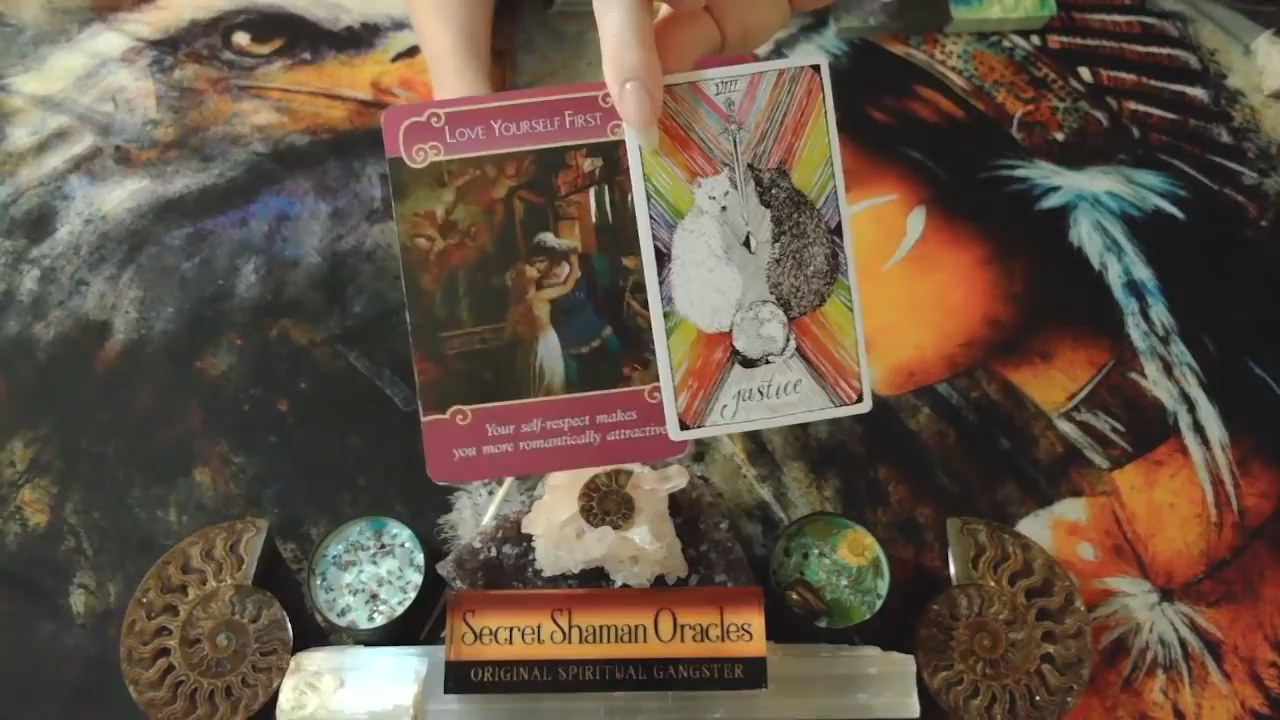 Love Yourself First
VIII
justice
Your self-respect makes
you more romantically attractive
Secret Shaman Oracles
ORIGINAL SPIRITUAL GANGSTER